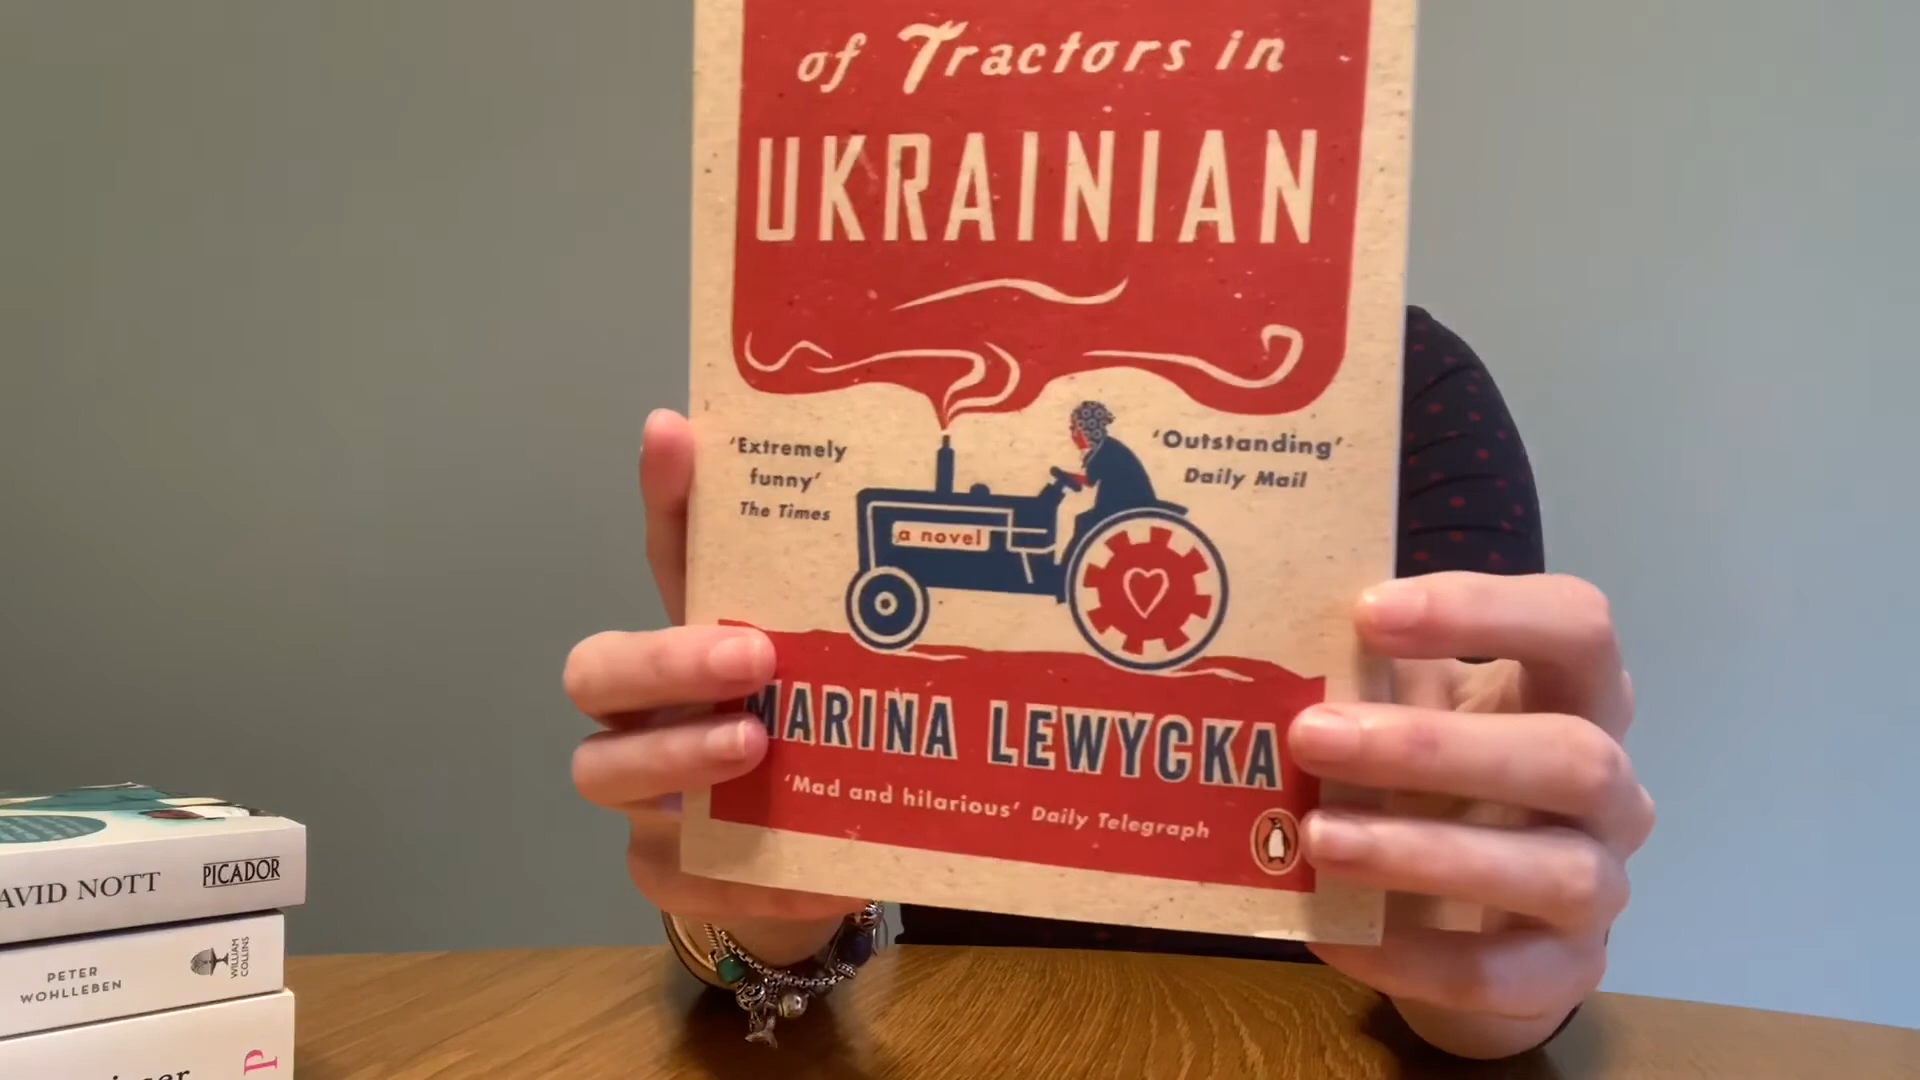 of Tractors in
UKRAINIAN
'Extremely
funny'
The Times
'Outstanding'
Daily Mail
a novel
MARINA LEWYCKA
'Mad and hilarious' Daily Telegraph
AVID NOTT
PICADOR
PETER
WOHLLEBEN
WILLIAM
COLLINS
P